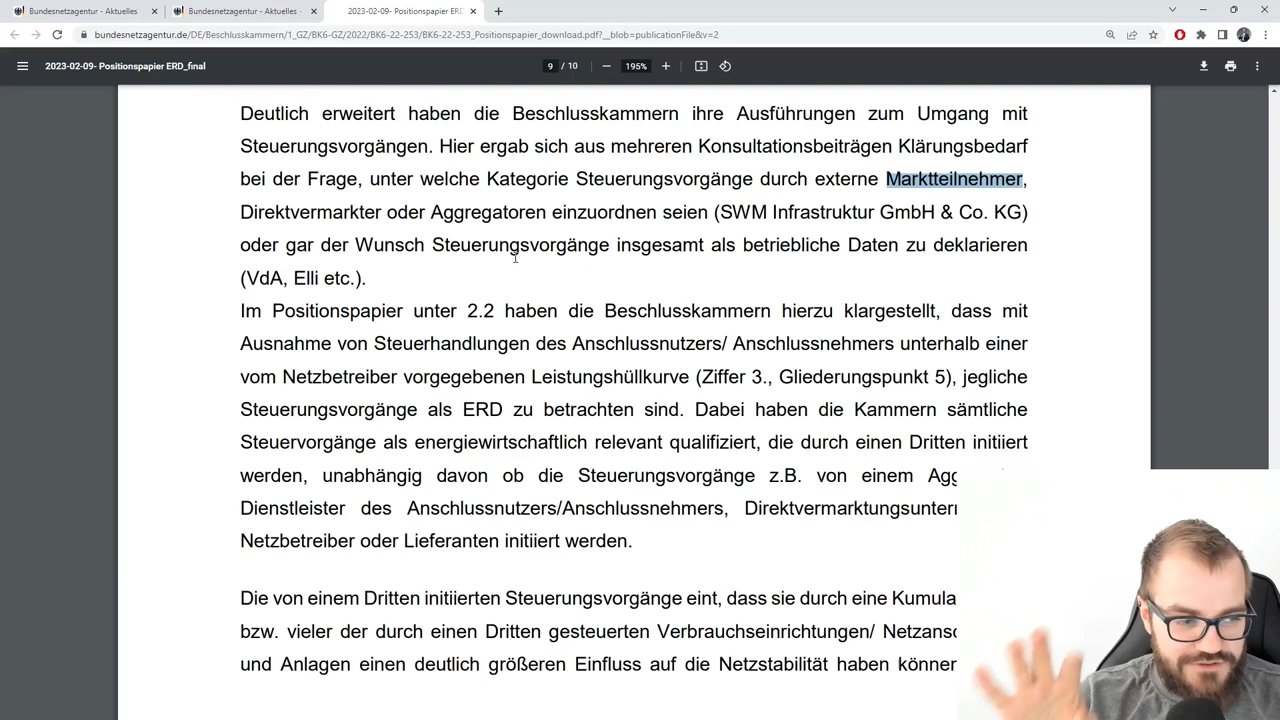 Bundesnetzagentur - Aktuelles
Bundesnetzagentur - Aktuelles -
2023-02-09- Positionspapier ERD
bundesnetzagentur.de/DE/Beschlusskammern/1_GZ/BK6-GZ/2022/BK6-22-253/BK6-22-253_Positionspapier_download.pdf?__blob=publicationFile&v=2
2023-02-09- Positionspapier ERD_final
9 / 10
195%
Deutlich erweitert haben die Beschlusskammern ihre Ausführungen zum Umgang mit
Steuerungsvorgängen. Hier ergab sich aus mehreren Konsultationsbeiträgen Klärungsbedarf
bei der Frage, unter welche Kategorie Steuerungsvorgänge durch externe Marktteilnehmer,
Direktvermarkter oder Aggregatoren einzuordnen seien (SWM Infrastruktur GmbH & Co. KG)
oder gar der Wunsch Steuerungsvorgänge insgesamt als betriebliche Daten zu deklarieren
(VdA, Elli etc.).
Im Positionspapier unter 2.2 haben die Beschlusskammern hierzu klargestellt, dass mit
Ausnahme von Steuerhandlungen des Anschlussnutzers/ Anschlussnehmers unterhalb einer
vom Netzbetreiber vorgegebenen Leistungshüllkurve (Ziffer 3., Gliederungspunkt 5), jegliche
Steuerungsvorgänge als ERD zu betrachten sind. Dabei haben die Kammern sämtliche
Steuervorgänge als energiewirtschaftlich relevant qualifiziert, die durch einen Dritten initiiert
werden, unabhängig davon ob die Steuerungsvorgänge z.B. von einem
Dienstleister des Anschlussnutzers/Anschlussnehmers,
Netzbetreiber oder Lieferanten initiiert werden.
Die von einem Dritten initiierten Steuerungsvorgänge eint, dass sie durch eine
bzw. vieler der durch einen Dritten gesteuerten Verbrauchseinrichtungen/
und Anlagen einen deutlich größeren Einfluss auf die Netzstabilität haben